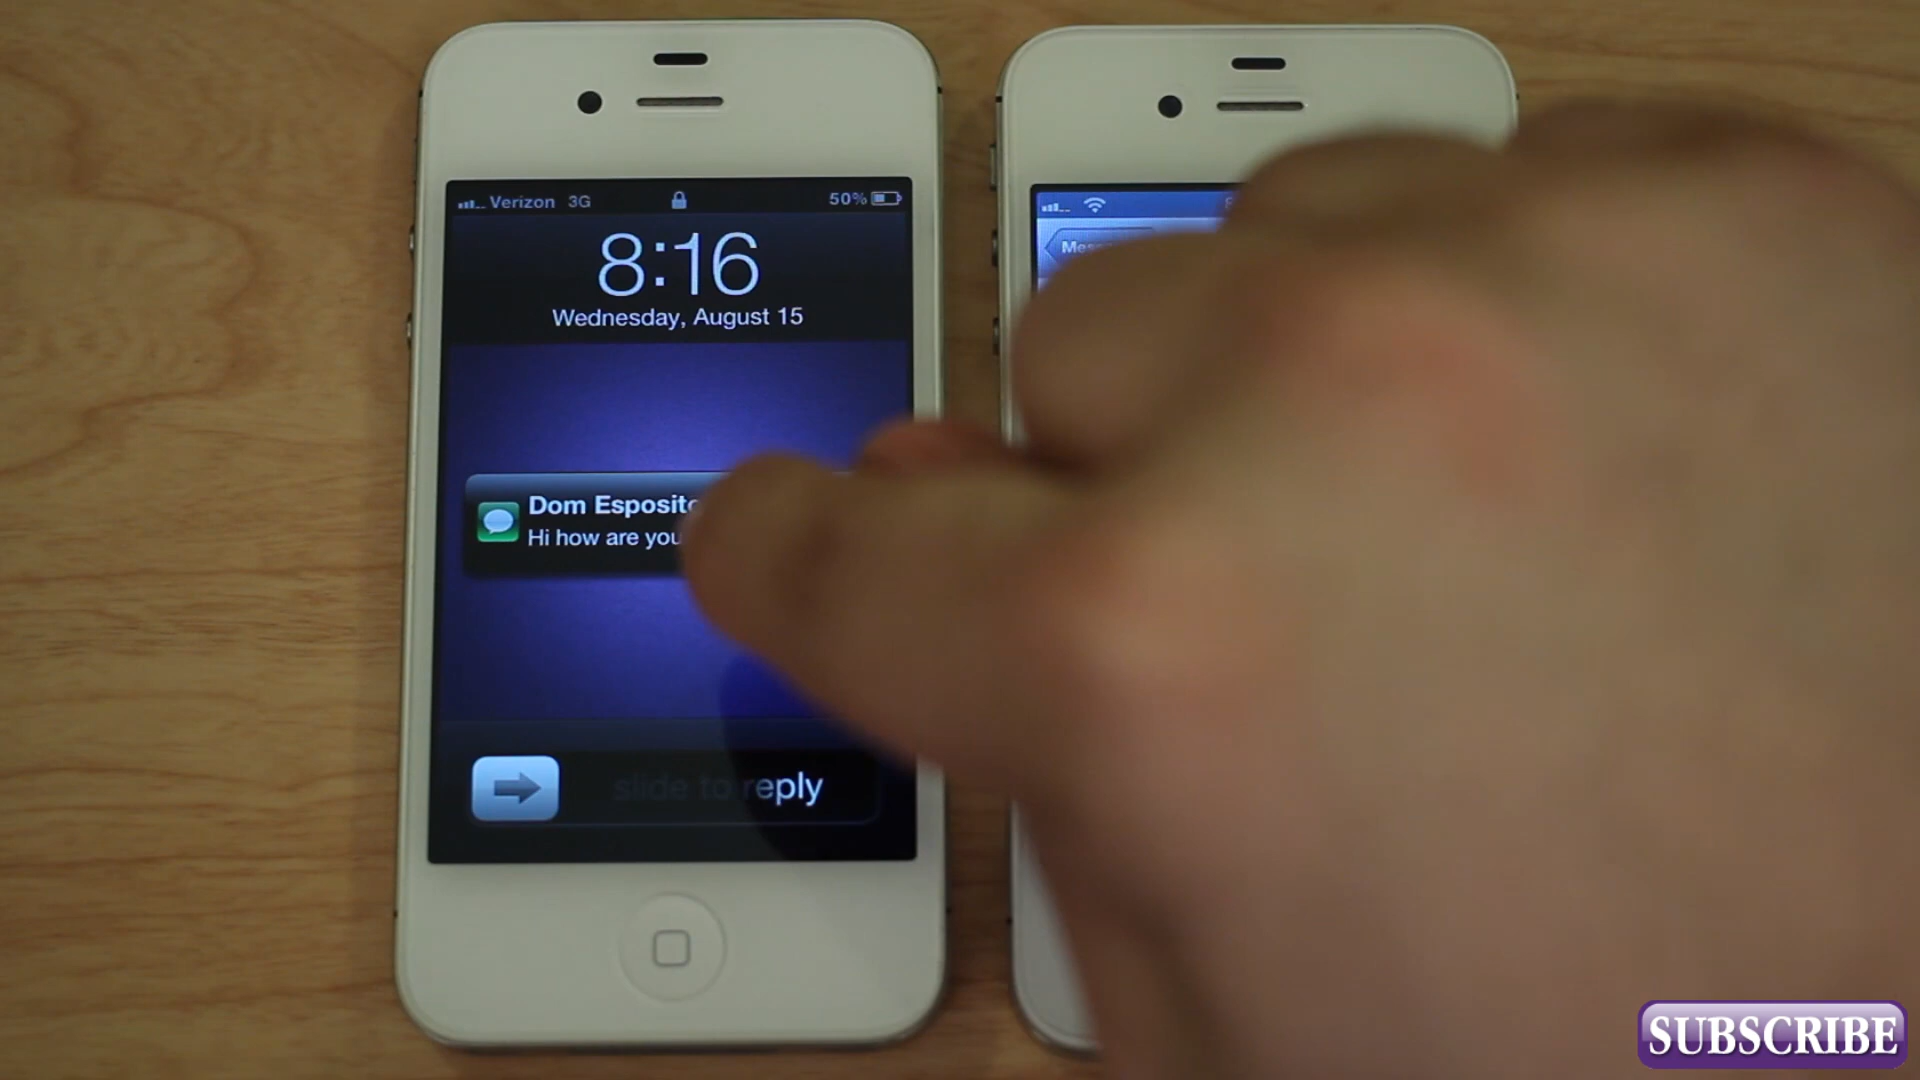 Verizon 3G 50%
8:16
Wednesday, August 15
Dom Esposito
Hi how are you
slide to reply
SUBSCRIBE